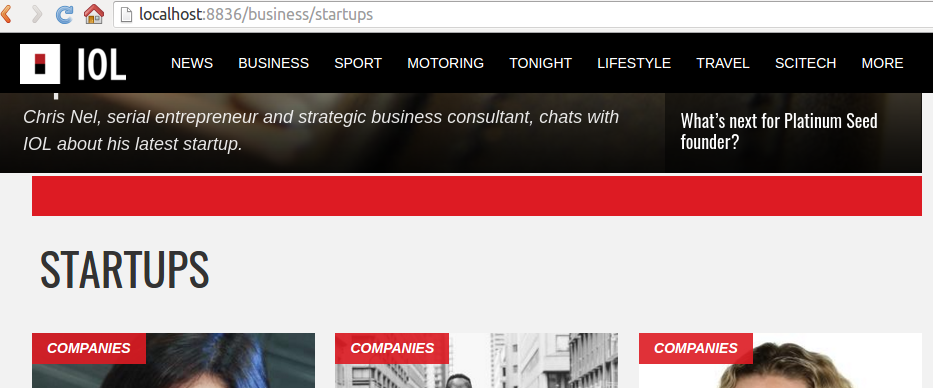 localhost:8836/business/startups
IOL NEWS BUSINESS SPORT MOTORING TONIGHT LIFESTYLE TRAVEL SCITECH MORE
Chris Nel, serial entrepreneur and strategic business consultant, chats with
IOL about his latest startup.
What's next for Platinum Seed
founder?
STARTUPS
COMPANIES COMPANIES COMPANIES